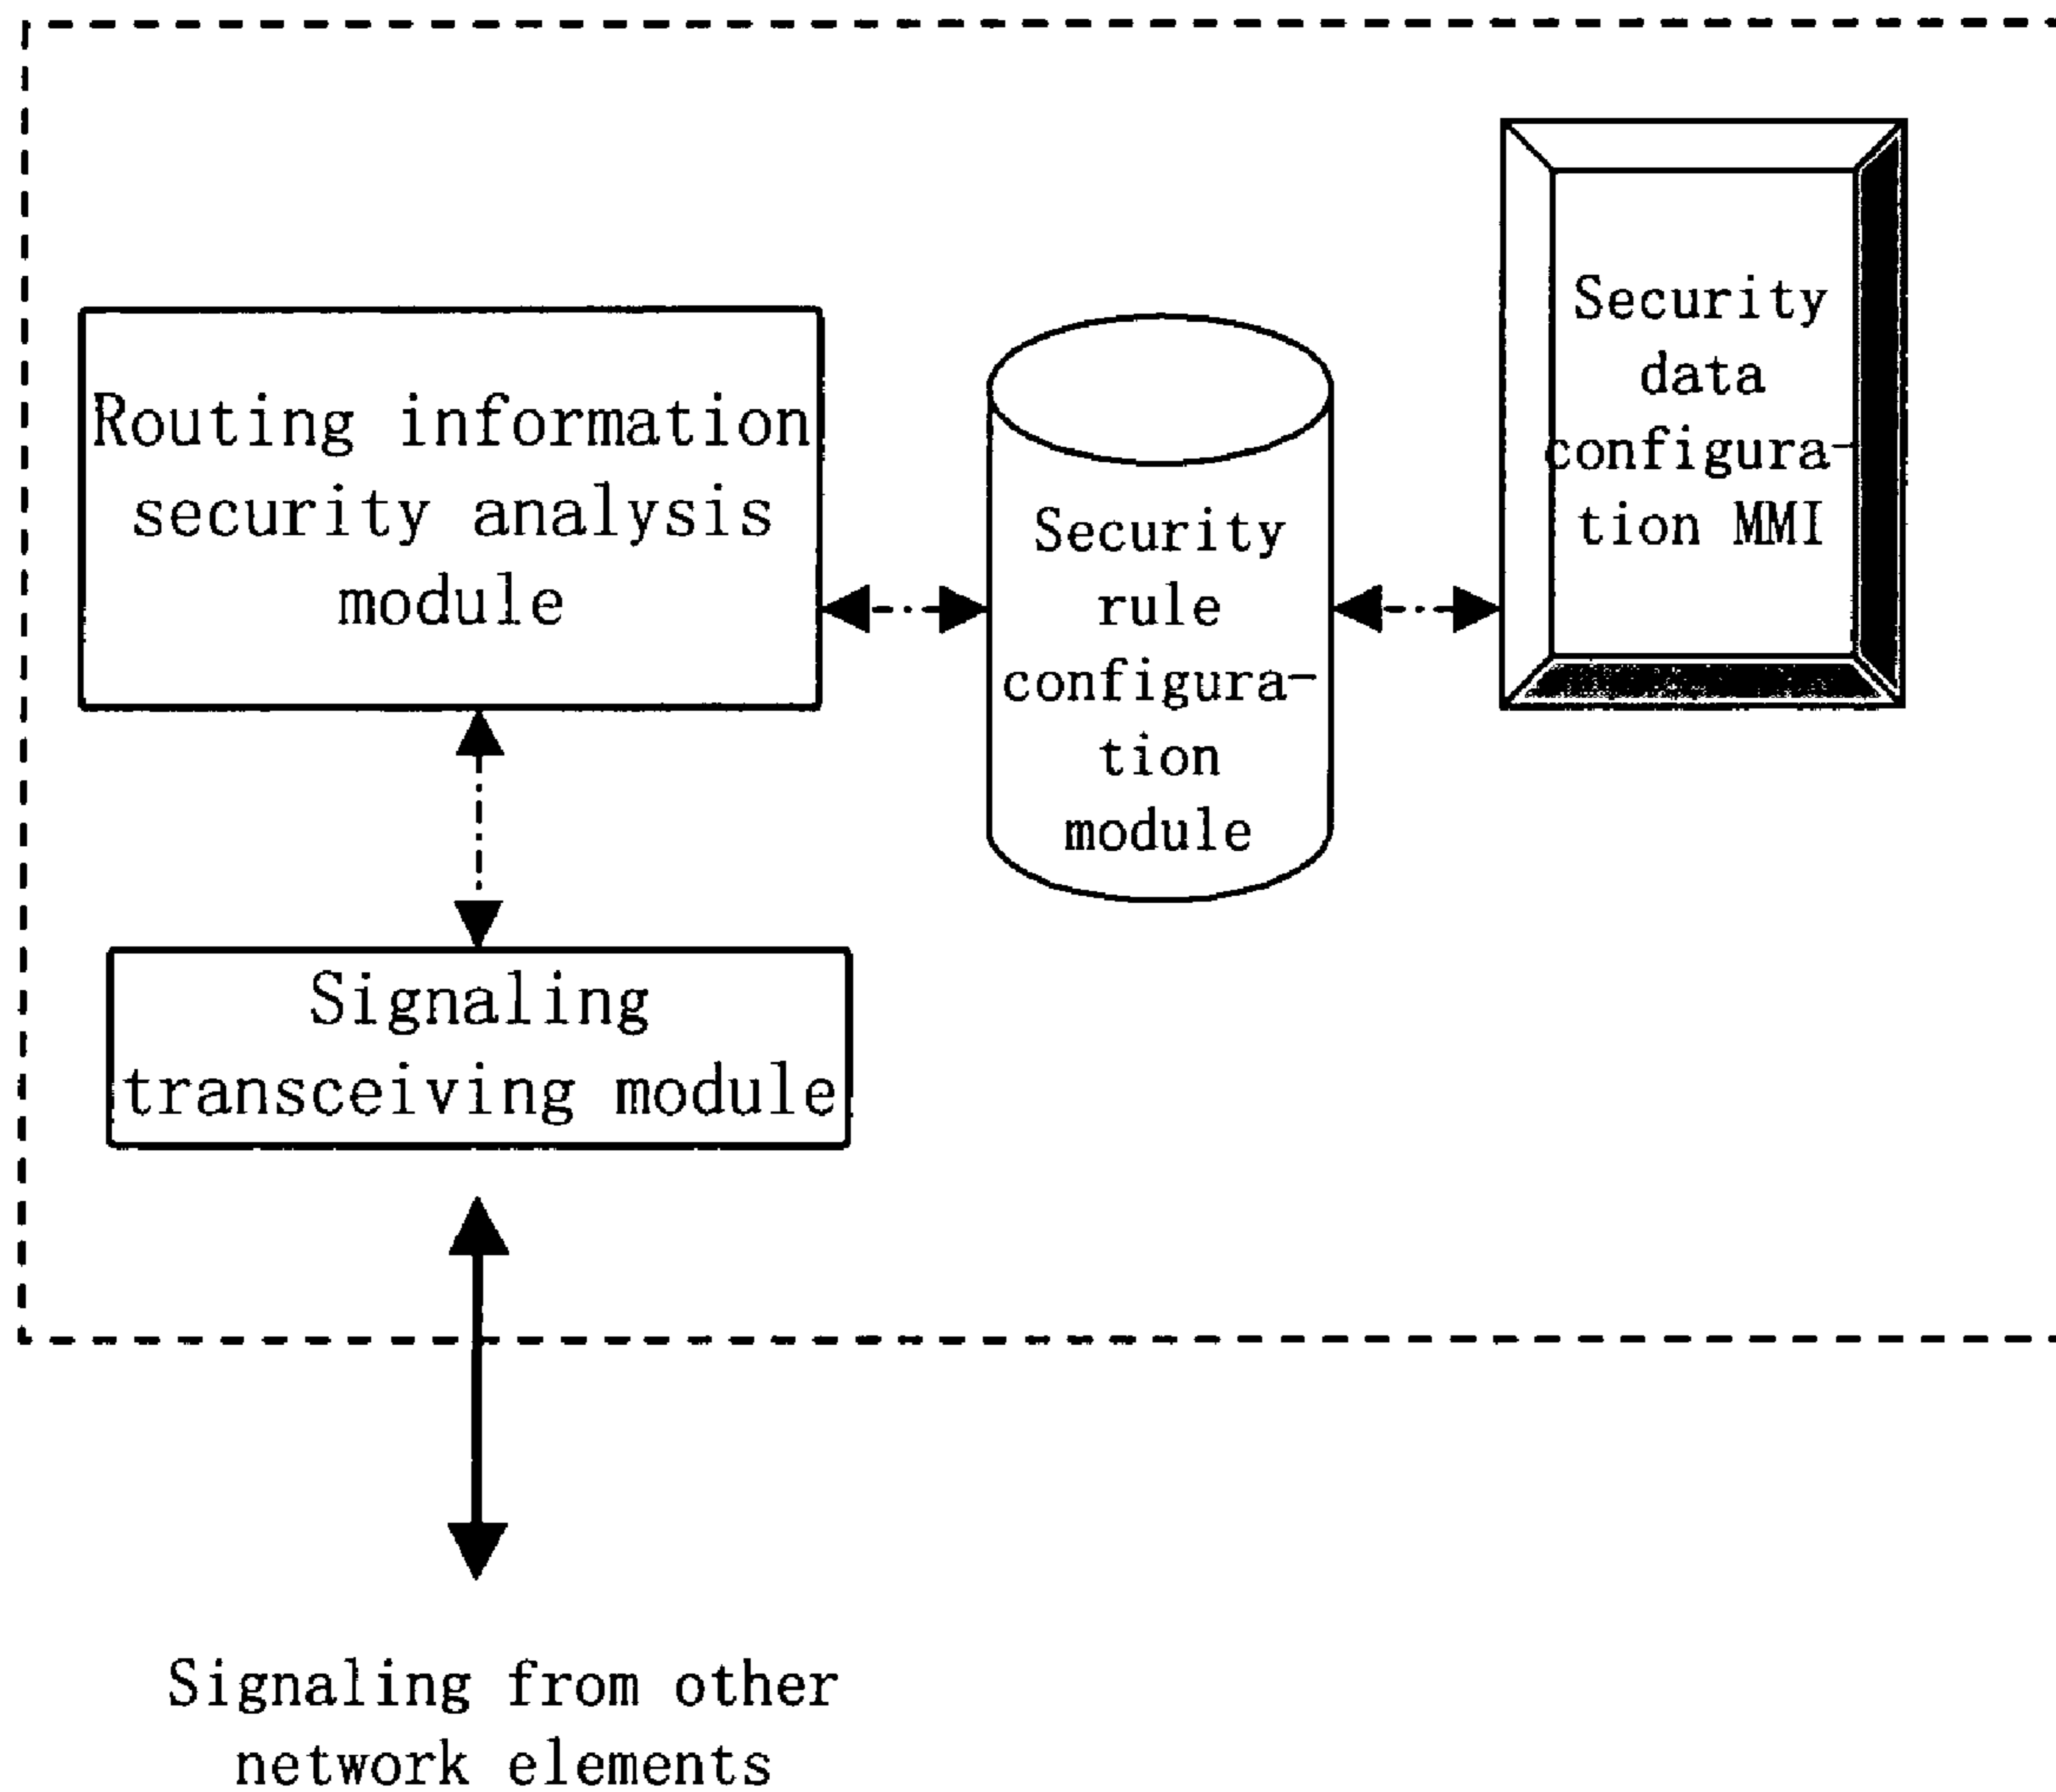 Routing information
security analysis
module
Security
rule
configura-
tion
module
Security
data
configura-
tion MMI
Signaling
transceiving module
Signaling from other
network elements